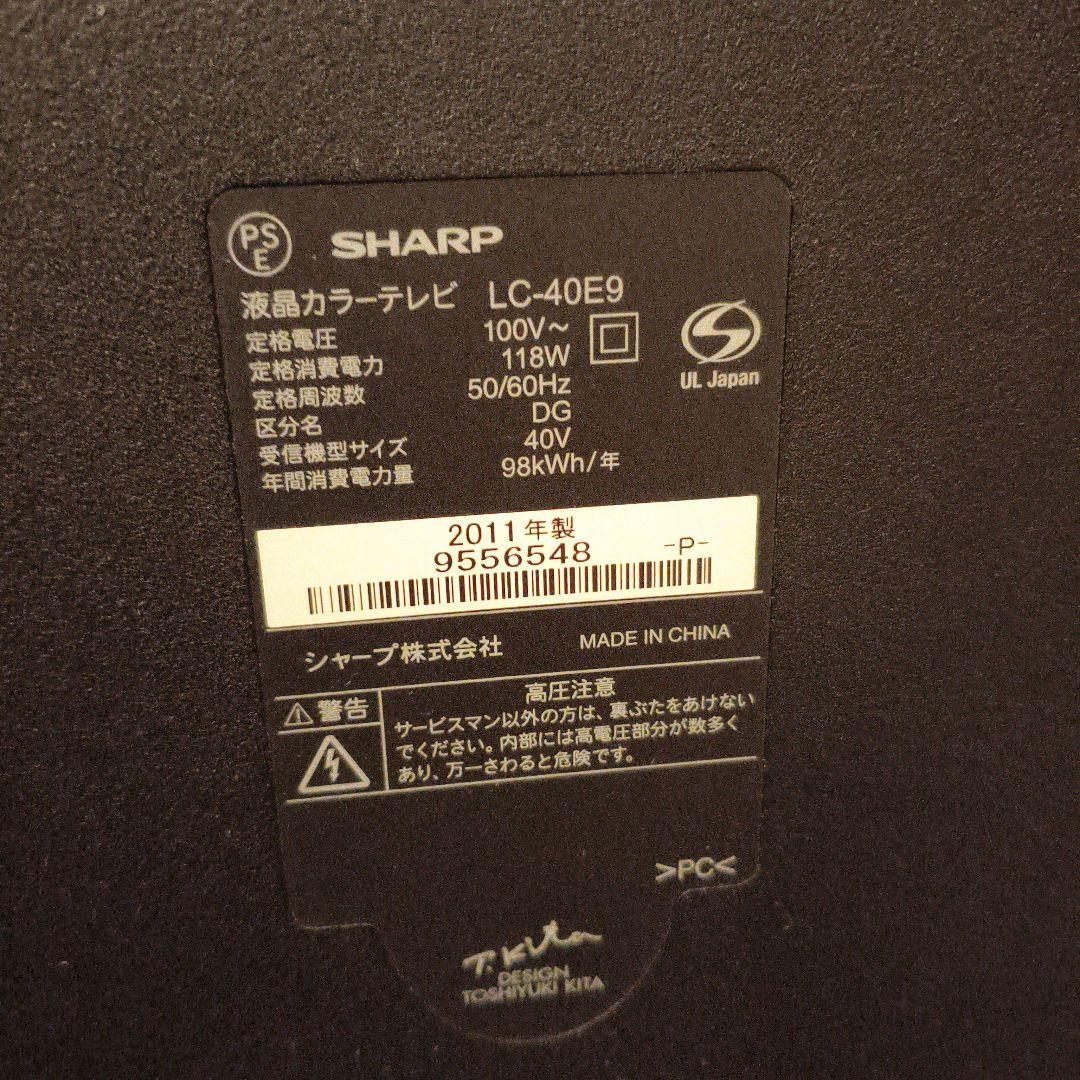 PSE SHARP
液晶カラーテレビ LC-40E9
定格電圧 100V~
定格消費電力 118W
定格周波数 50/60Hz
区分名 DG
受信機型サイズ 40V
年間消費電力量 98kWh/年
UL Japan
2011年製
9556548 -P-
シャープ株式会社 MADE IN CHINA
警告
高圧注意
サービスマン以外の方は、裏ぶたをあけない
でください。内部には高電圧部分が数多く
あり、万一さわると危険です。
>PC<
T.Kita
DESIGN
TOSHIYUKI KITA